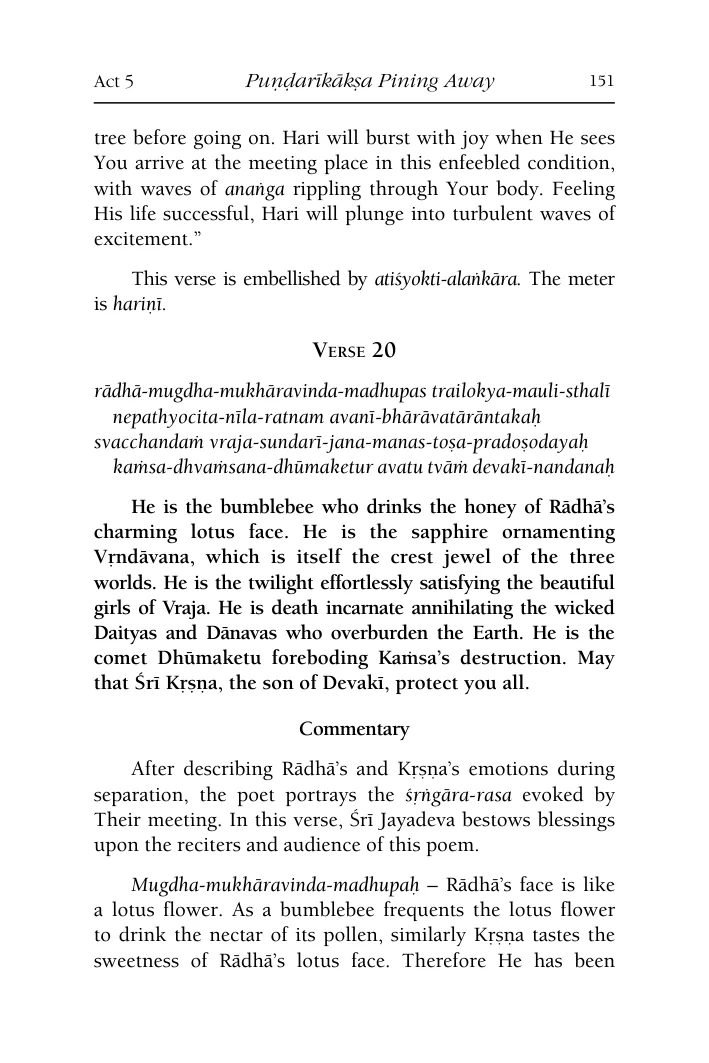 Act 5 Puṇḍarīkākṣa Pining Away 151
tree before going on. Hari will burst with joy when He sees
You arrive at the meeting place in this enfeebled condition,
with waves of anaṅga rippling through Your body. Feeling
His life successful, Hari will plunge into turbulent waves of
excitement.”
This verse is embellished by atiśyokti-alaṅkāra. The meter
is hariṇī.
Verse 20
rādhā-mugdha-mukhāravinda-madhupas trailokya-mauli-sthalī
nepathyocita-nīla-ratnam avanī-bhārāvatārāntakaḥ
svacchandaṁ vraja-sundarī-jana-manas-toṣa-pradoṣodayaḥ
kaṁsa-dhvaṁsana-dhūmaketur avatu tvāṁ devakī-nandanaḥ
He is the bumblebee who drinks the honey of Rādhā’s
charming lotus face. He is the sapphire ornamenting
Vṛndāvana, which is itself the crest jewel of the three
worlds. He is the twilight effortlessly satisfying the beautiful
girls of Vraja. He is death incarnate annihilating the wicked
Daityas and Dānavas who overburden the Earth. He is the
comet Dhūmaketu foreboding Kaṁsa’s destruction. May
that Śrī Kṛṣṇa, the son of Devakī, protect you all.
Commentary
After describing Rādhā’s and Kṛṣṇa’s emotions during
separation, the poet portrays the śṛṅgāra-rasa evoked by
Their meeting. In this verse, Śrī Jayadeva bestows blessings
upon the reciters and audience of this poem.
Mugdha-mukhāravinda-madhupaḥ – Rādhā’s face is like
a lotus flower. As a bumblebee frequents the lotus flower
to drink the nectar of its pollen, similarly Kṛṣṇa tastes the
sweetness of Rādhā’s lotus face. Therefore He has been